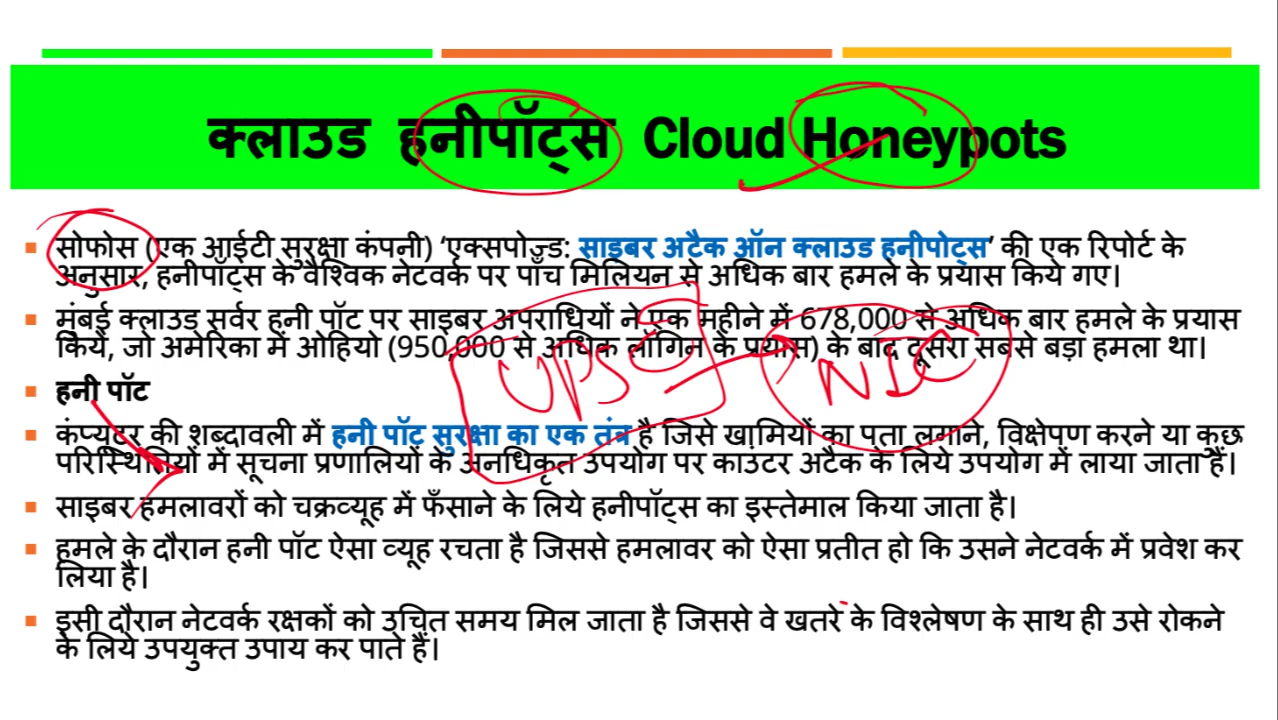 क्लाउड हनीपॉट्स Cloud Honeypots
सोफोस (एक आईटी सुरक्षा कंपनी) ‘एक्सपोज़्ड: साइबर अटैक ऑन क्लाउड हनीपोट्स’ की एक रिपोर्ट के
अनुसार, हनीपॉट्स के वैश्विक नेटवर्क पर पाँच मिलियन से अधिक बार हमले के प्रयास किये गए।
मुंबई क्लाउड सर्वर हनी पॉट पर साइबर अपराधियों ने एक महीने में 678,000 से अधिक बार हमले के प्रयास
किये, जो अमेरिका में ओहियो (950,000 से अधिक लॉगिन के प्रयास) के बाद दूसरा सबसे बड़ा हमला था।
UPSC NIC
हनी पॉट
कंप्यूटर की शब्दावली में हनी पॉट सुरक्षा का एक तंत्र है जिसे खामियों का पता लगाने, विक्षेपण करने या कुछ
परिस्थितियों में सूचना प्रणालियों के अनधिकृत उपयोग पर काउंटर अटैक के लिये उपयोग में लाया जाता हैं।
साइबर हमलावरों को चक्रव्यूह में फँसाने के लिये हनीपॉट्स का इस्तेमाल किया जाता है।
हमले के दौरान हनी पॉट ऐसा व्यूह रचता है जिससे हमलावर को ऐसा प्रतीत हो कि उसने नेटवर्क में प्रवेश कर
लिया है।
इसी दौरान नेटवर्क रक्षकों को उचित समय मिल जाता है जिससे वे खतरे के विश्लेषण के साथ ही उसे रोकने
के लिये उपयुक्त उपाय कर पाते हैं।